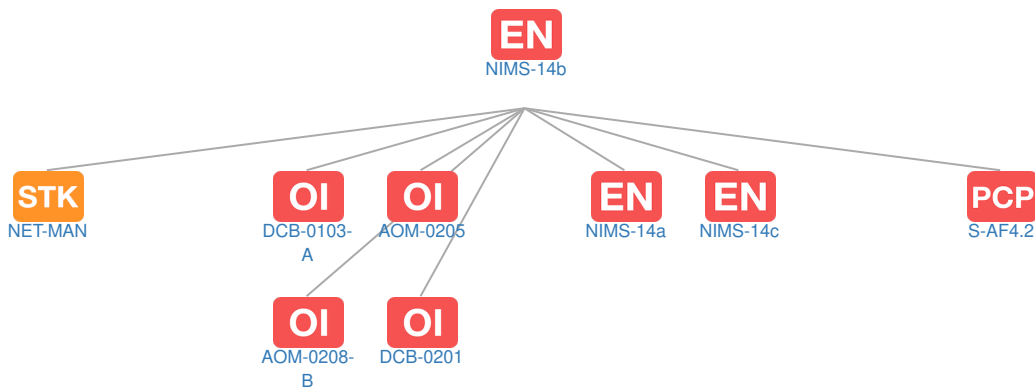 EN
NIMS-14b
STK
OI
OI
EN
EN
PCP
NET-MAN
DCB-0103-
A
AOM-0205
NIMS-14a
NIMS-14c
S-AF4.2
OI
OI
AOM-0208-
B
DCB-0201